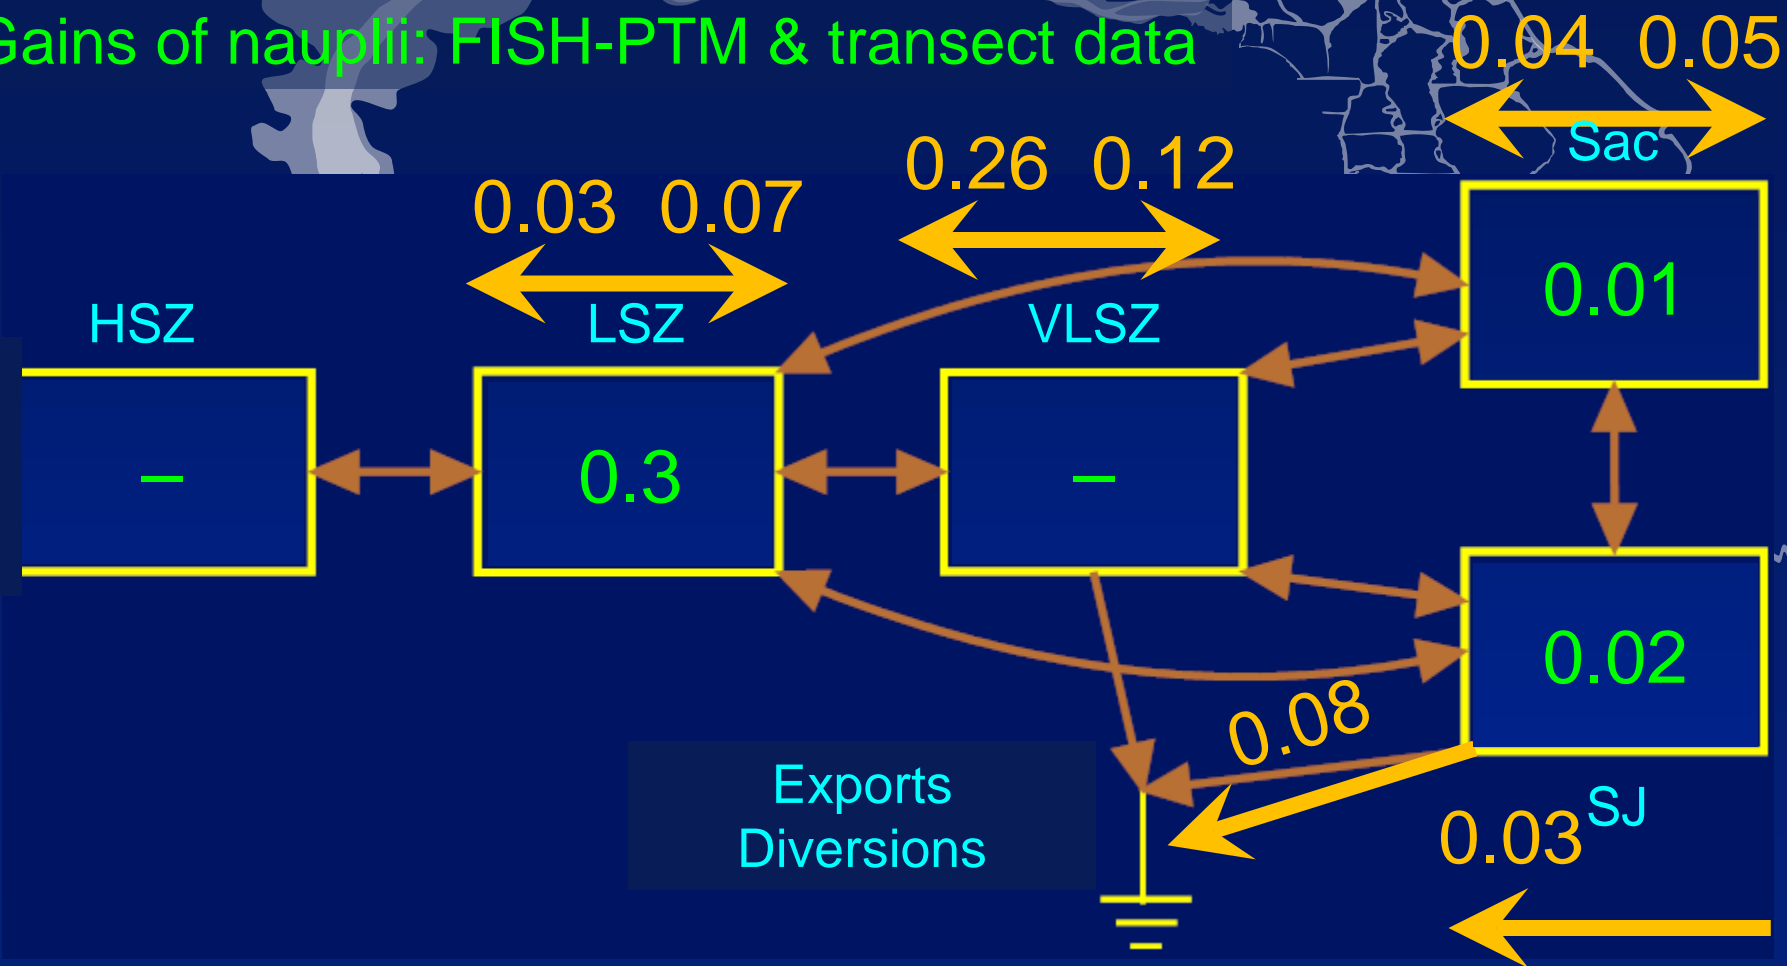 Gains of nauplii: FISH-PTM & transect data
0.04 0.05
Sac
0.26 0.12
0.03 0.07
HSZ
LSZ
VLSZ
0.01
–
0.3
–
0.02
0.08
Exports
Diversions
SJ
0.03